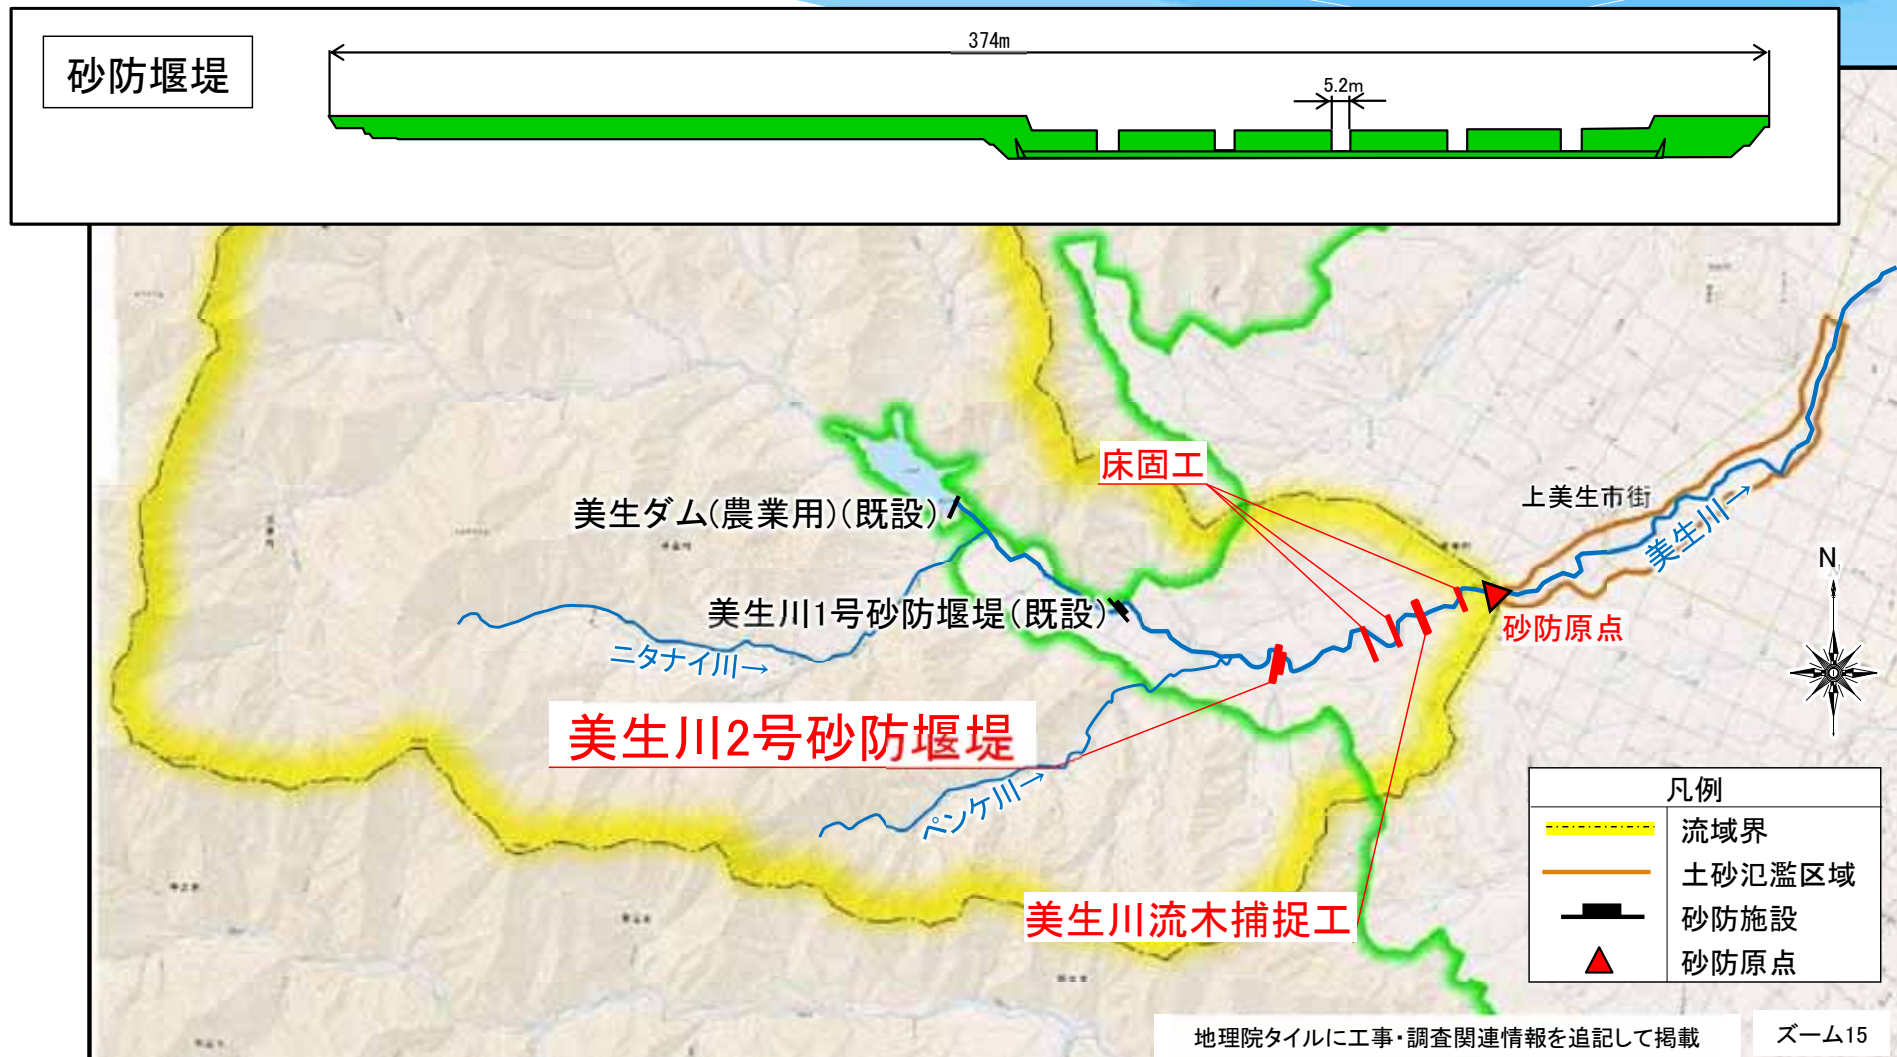 砂防堰堤
374m
5.2m
床固工
上美生市街
美生川→
美生ダム(農業用)(既設)
N
美生川1号砂防堰堤(既設)
砂防原点
ニタナイ川→
美生川2号砂防堰堤
ペンケ川→
美生川流木捕捉工
凡例
流域界
土砂氾濫区域
砂防施設
砂防原点
地理院タイルに工事・調査関連情報を追記して掲載
ズーム15